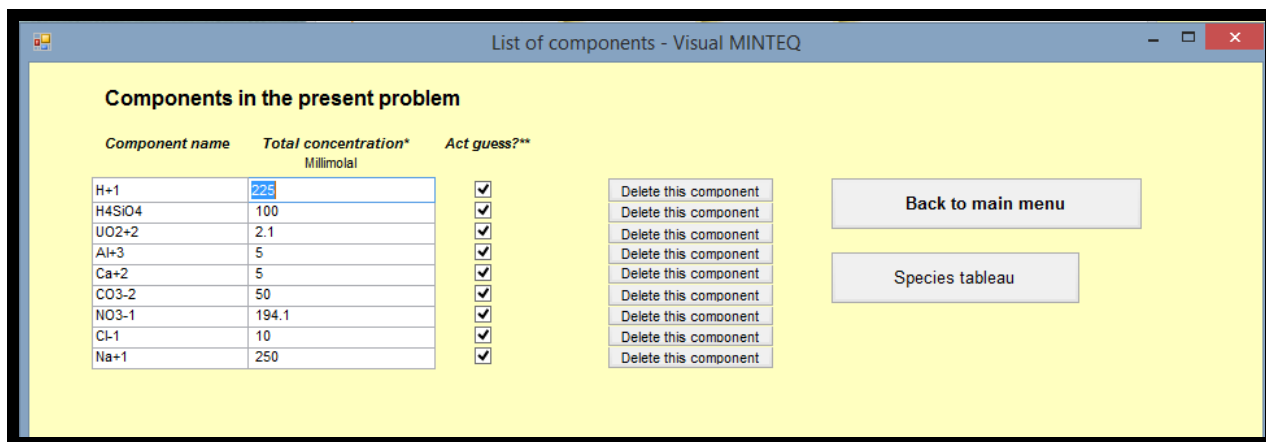 List of components - Visual MINTEQ
Components in the present problem
Component name Total concentration* Act guess?**
Millimolal
H+1 225 Delete this component
H4SiO4 100 Delete this component
UO2+2 2.1 Delete this component
Al+3 5 Delete this component
Ca+2 5 Delete this component
CO3-2 50 Delete this component
NO3-1 194.1 Delete this component
Cl-1 10 Delete this component
Na+1 250 Delete this component
Back to main menu
Species tableau